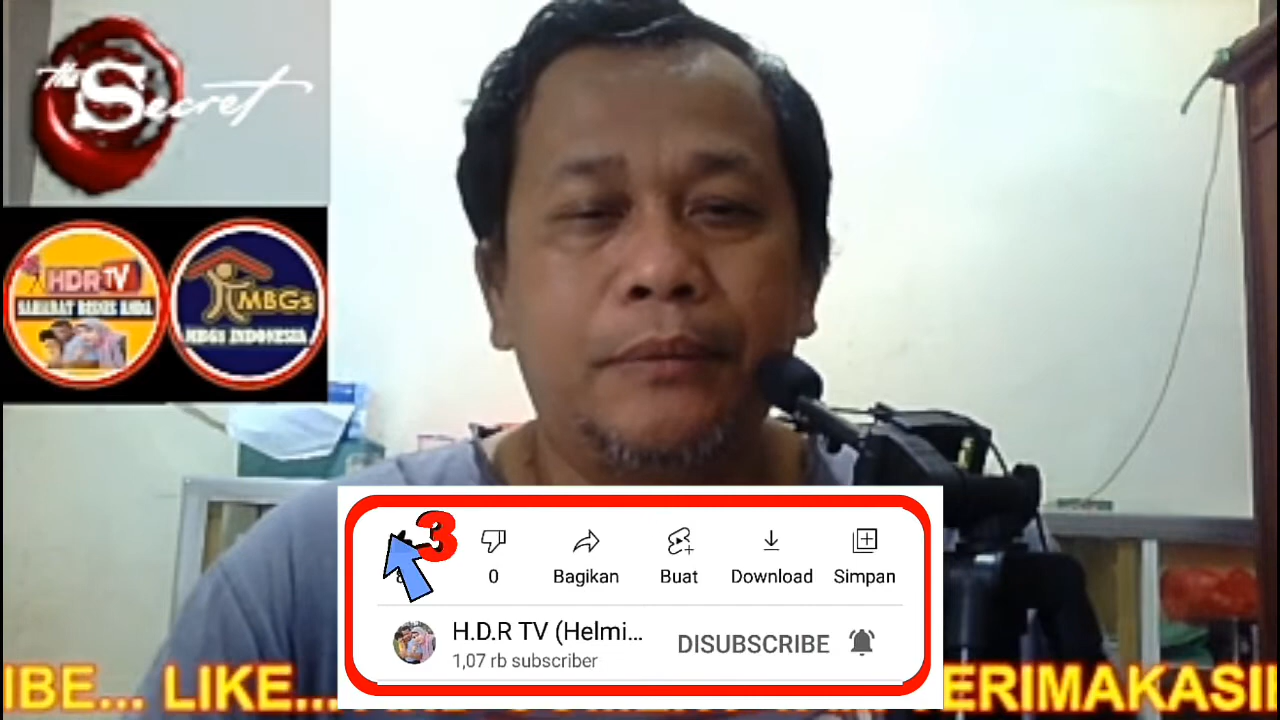 the Secret
HDR TV
SAHABAT BISNIS ANDA
MBGs
MBGS INDONESIA
3
0
Bagikan
Buat
Download
Simpan
H.D.R TV (Helmi...
DISUBSCRIBE
1,07 rb subscriber
IBE... LIKE... TERIMAKASI